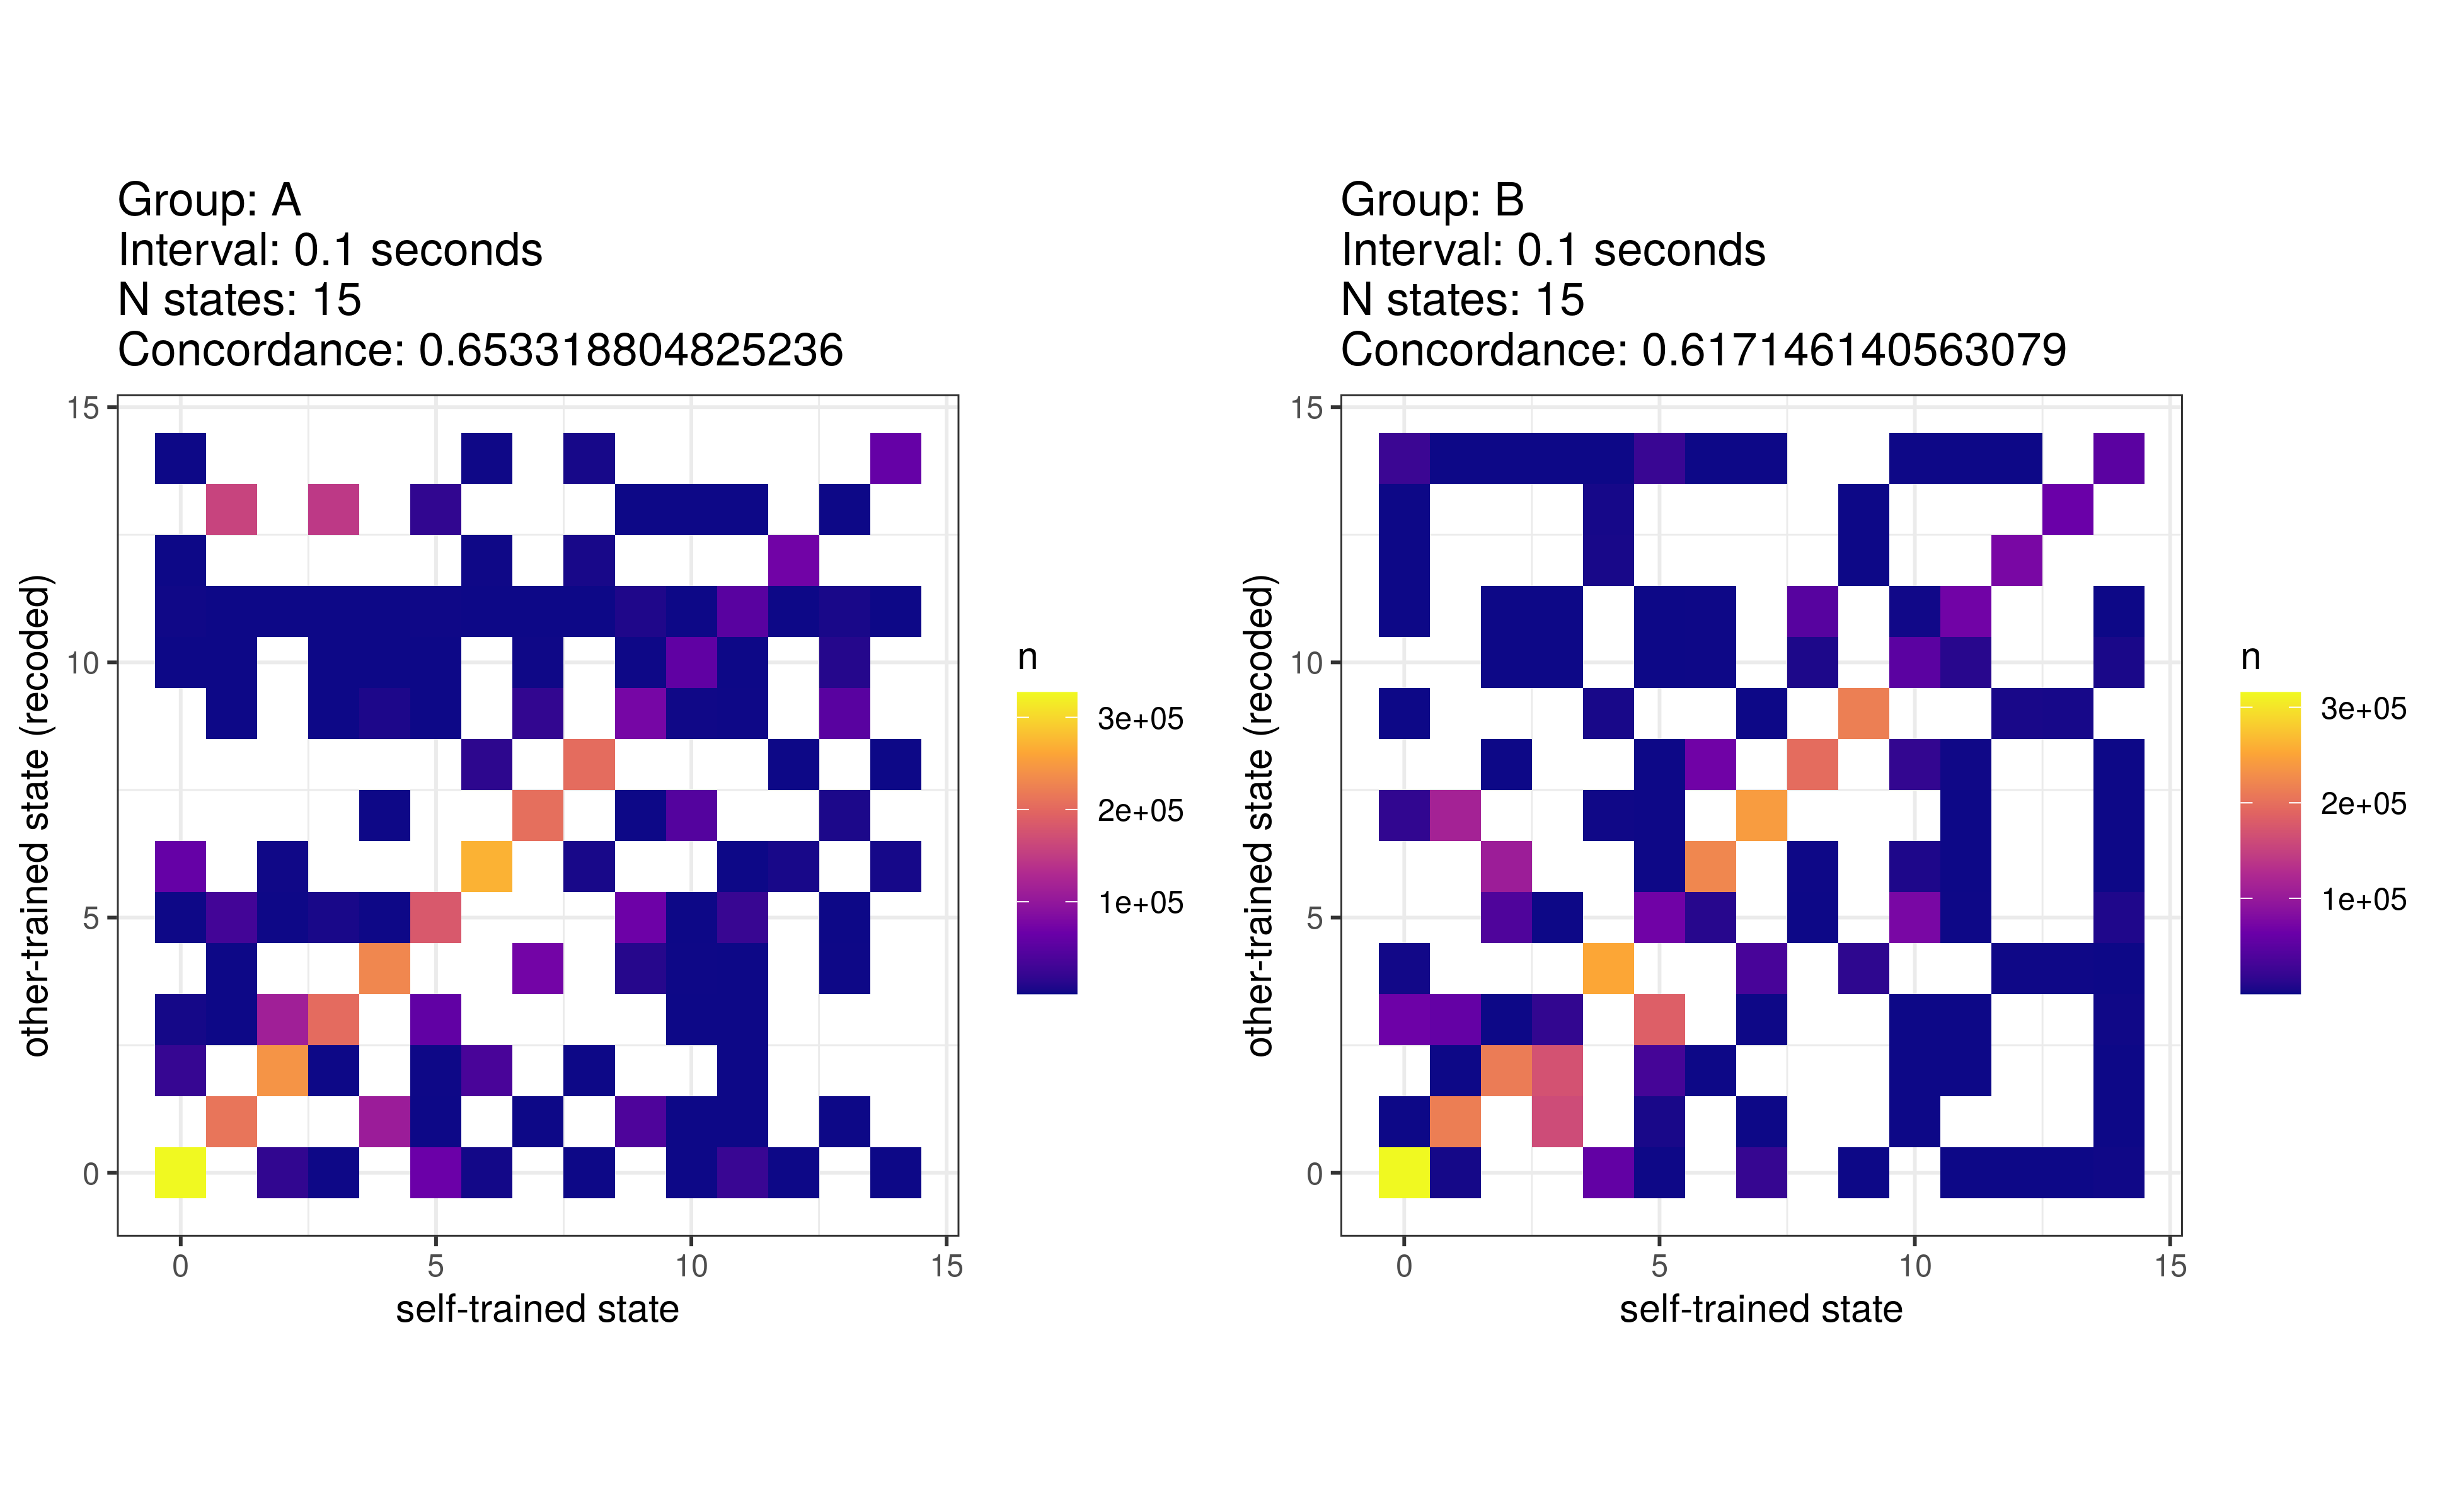 Group: A
Interval: 0.1 seconds
N states: 15
Concordance: 0.653318804825236
15
10
5
0
other-trained state (recoded)
0 5 10 15
self-trained state
n
3e+05
2e+05
1e+05
Group: B
Interval: 0.1 seconds
N states: 15
Concordance: 0.617146140563079
15
10
5
0
other-trained state (recoded)
0 5 10 15
self-trained state
n
3e+05
2e+05
1e+05